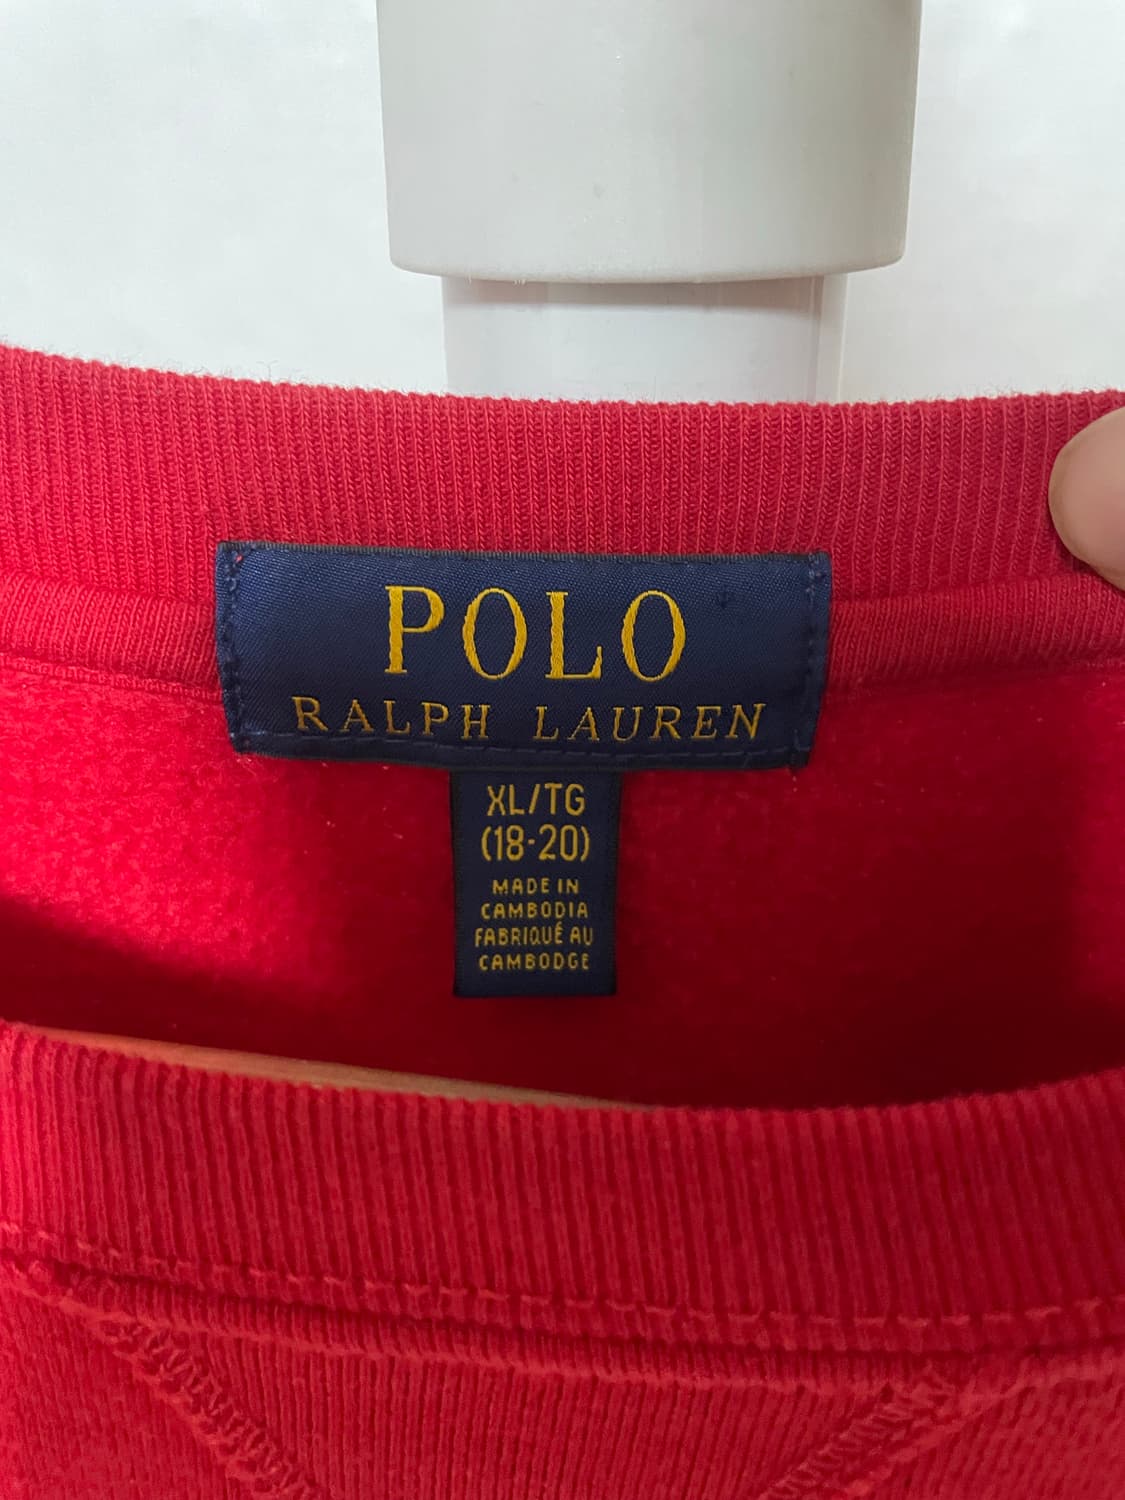 POLO
RALPH LAUREN
XL/TG
(18-20)
MADE IN
CAMBODIA
FABRIQUÉ AU
CAMBODGE